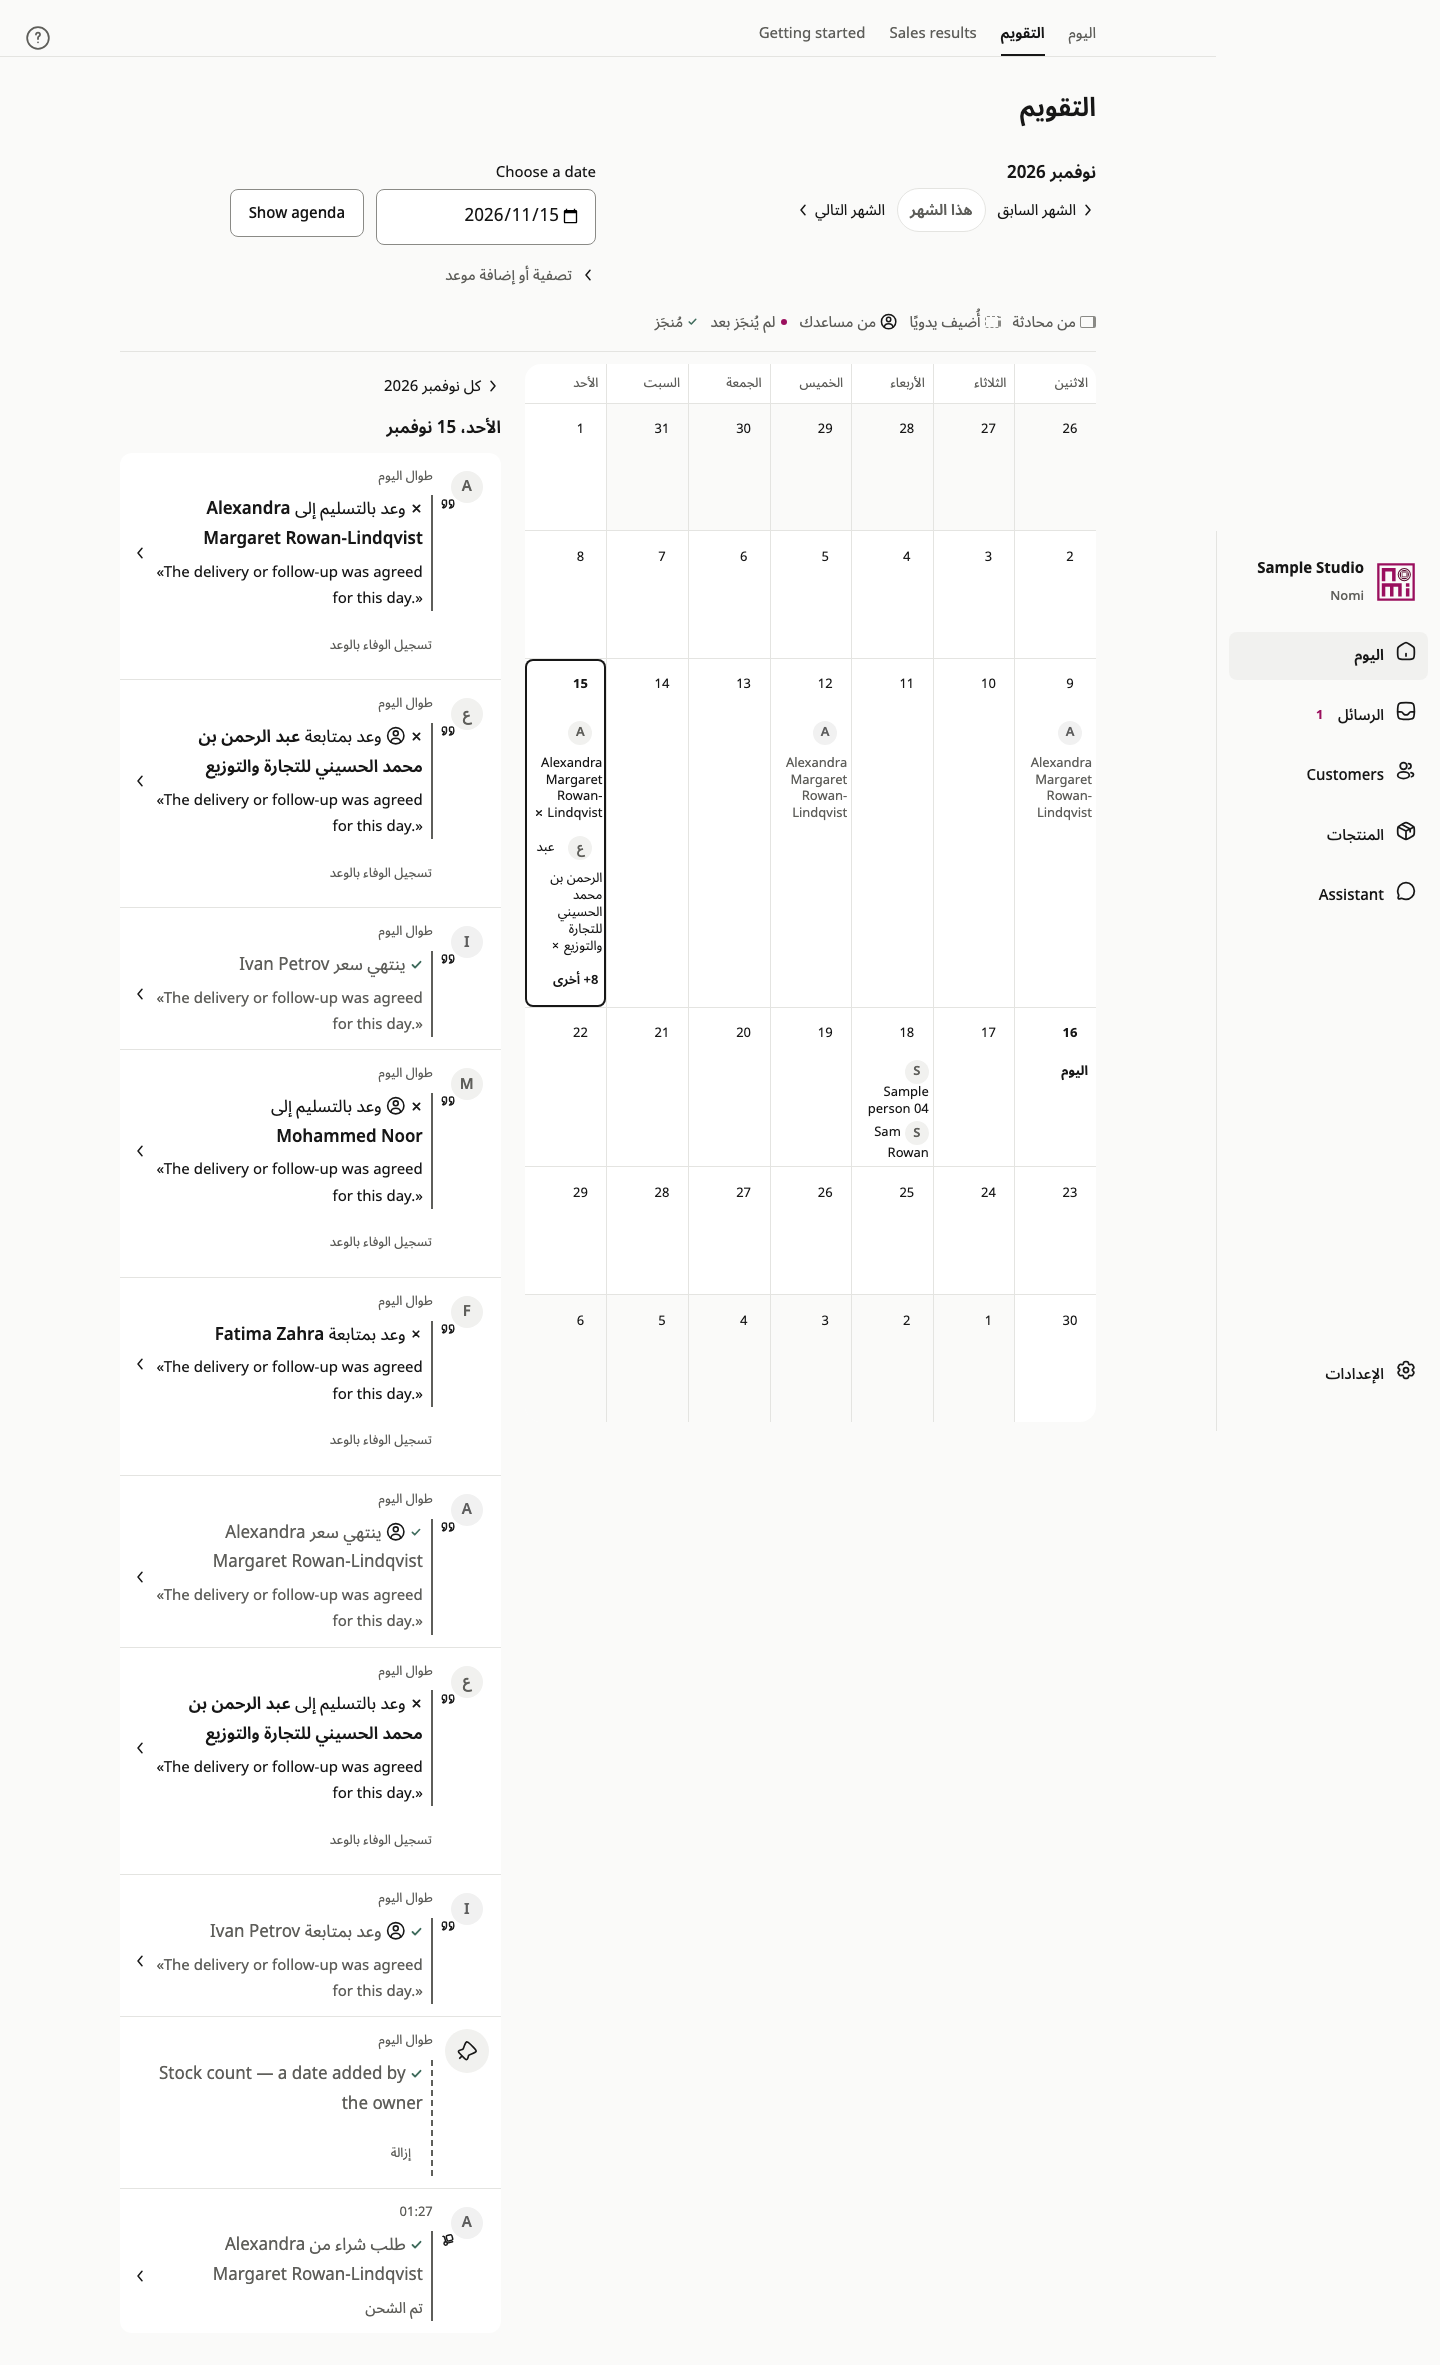 اليوم
التقويم
Sales results
Getting started
التقويم
نوفمبر 2026
الشهر السابق
هذا الشهر
الشهر التالي
Choose a date
2026/11/15
Show agenda
تصفية أو إضافة موعد
من محادثة
أُضيف يدويًا
من مساعدك
لم يُنجَز بعد
مُنجَز
الاثنين
الثلاثاء
الأربعاء
الخميس
الجمعة
السبت
الأحد
26
27
28
29
30
31
1
2
3
4
5
6
7
8
9
A
Alexandra
Margaret
Rowan-
Lindqvist
10
11
12
A
Alexandra
Margaret
Rowan-
Lindqvist
13
14
15
A
Alexandra
Margaret
Rowan-
Lindqvist ×
ع عبد
الرحمن بن
محمد
الحسيني
للتجارة
والتوزيع ×
8+ أخرى
16
اليوم
17
18
S
Sample
person 04
S Sam
Rowan
19
20
21
22
23
24
25
26
27
28
29
30
1
2
3
4
5
6
كل نوفمبر 2026
الأحد، 15 نوفمبر
A
طوال اليوم
× وعد بالتسليم إلى Alexandra
Margaret Rowan-Lindqvist
«The delivery or follow-up was agreed
for this day.»
تسجيل الوفاء بالوعد
ع
طوال اليوم
× وعد بمتابعة عبد الرحمن بن
محمد الحسيني للتجارة والتوزيع
«The delivery or follow-up was agreed
for this day.»
تسجيل الوفاء بالوعد
I
طوال اليوم
ينتهي سعر Ivan Petrov
«The delivery or follow-up was agreed
for this day.»
M
طوال اليوم
× وعد بالتسليم إلى
Mohammed Noor
«The delivery or follow-up was agreed
for this day.»
تسجيل الوفاء بالوعد
F
طوال اليوم
× وعد بمتابعة Fatima Zahra
«The delivery or follow-up was agreed
for this day.»
تسجيل الوفاء بالوعد
A
طوال اليوم
ينتهي سعر Alexandra
Margaret Rowan-Lindqvist
«The delivery or follow-up was agreed
for this day.»
ع
طوال اليوم
× وعد بالتسليم إلى عبد الرحمن بن
محمد الحسيني للتجارة والتوزيع
«The delivery or follow-up was agreed
for this day.»
تسجيل الوفاء بالوعد
I
طوال اليوم
وعد بمتابعة Ivan Petrov
«The delivery or follow-up was agreed
for this day.»
طوال اليوم
Stock count — a date added by
the owner
إزالة
A
01:27
طلب شراء من Alexandra
Margaret Rowan-Lindqvist
تم الشحن
nomi
Sample Studio
Nomi
اليوم
الرسائل 1
Customers
المنتجات
Assistant
الإعدادات